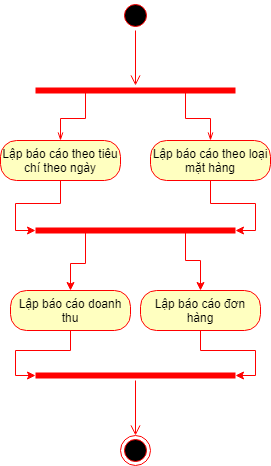 Lập báo cáo theo tiêu
chí theo ngày
Lập báo cáo theo loại
mặt hàng
Lập báo cáo doanh
thu
Lập báo cáo đơn
hàng